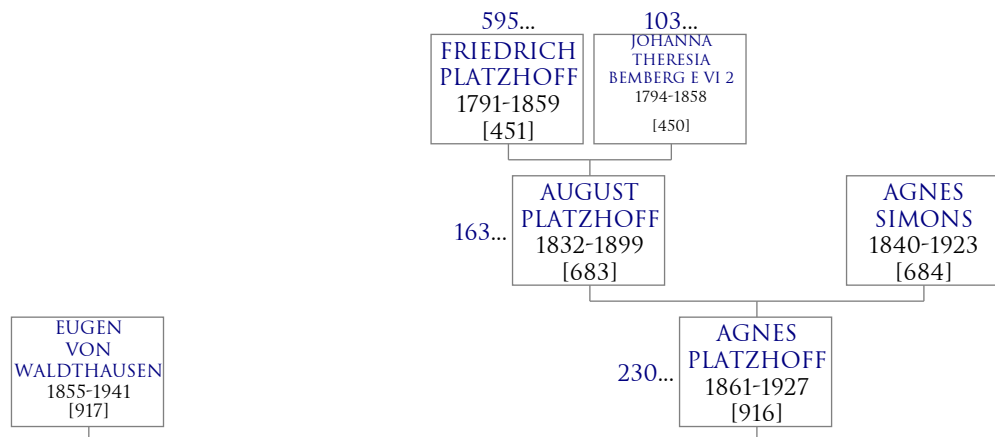 595...
FRIEDRICH
PLATZHOFF
1791-1859
[451]
103...
JOHANNA
THERESIA
BEMBERG E VI 2
1794-1858
[450]
163...
AUGUST
PLATZHOFF
1832-1899
[683]
AGNES
SIMONS
1840-1923
[684]
EUGEN
VON
WALDTHAUSEN
1855-1941
[917]
230...
AGNES
PLATZHOFF
1861-1927
[916]